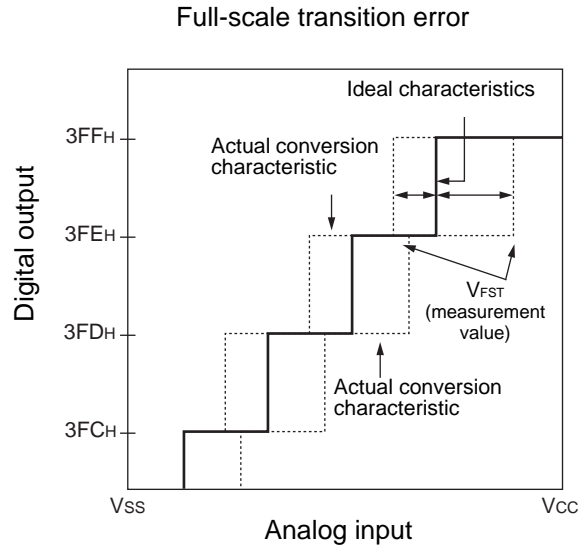 Full-scale transition error
Ideal characteristics
3FFH
Actual conversion
characteristic
3FEH
VFST
(measurement
value)
3FDH
Actual conversion
characteristic
3FCH
Digital output
VSS
VCC
Analog input